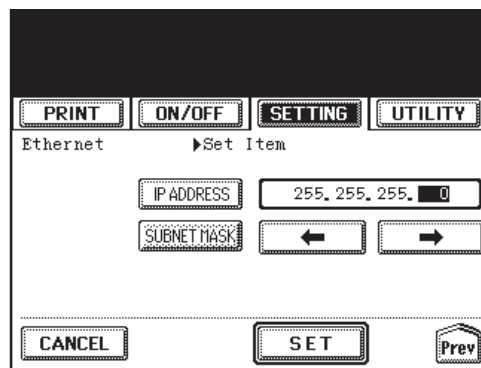 PRINT ON/OFF SETTING UTILITY
Ethernet ▶Set Item
IP ADDRESS 255.255.255.0
SUBNET MASK ← →
CANCEL SET Prev